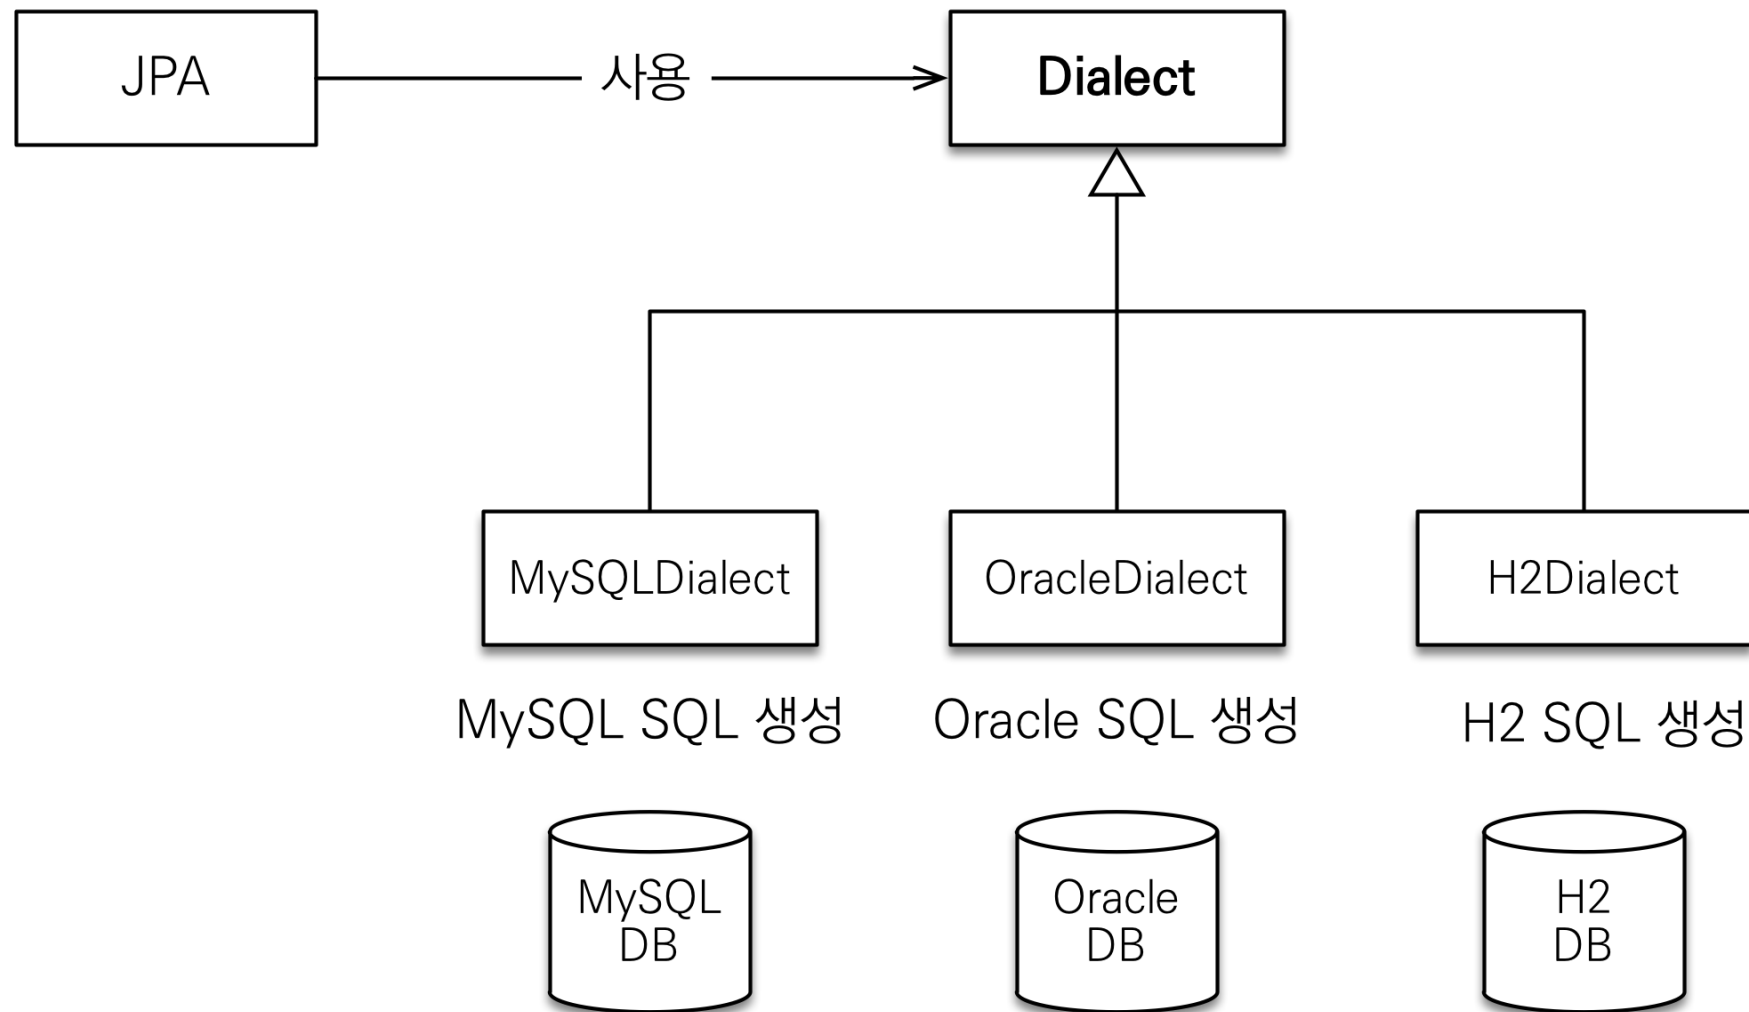 JPA
사용
Dialect
MySQLDialect
OracleDialect
H2Dialect
MySQL SQL 생성
Oracle SQL 생성
H2 SQL 생성
MySQL
DB
Oracle
DB
H2
DB